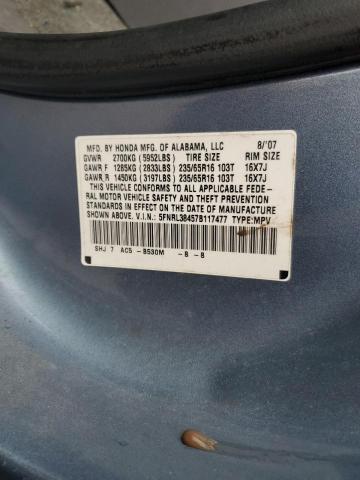 MFD. BY HONDA MFG. OF ALABAMA, LLC 8/'07
GVWR 2700KG (5952LBS) TIRE SIZE RIM SIZE
GAWR F 1285KG (2833LBS) 235/65R16 103T 16X7J
GAWR R 1450KG (3197LBS) 235/65R16 103T 16X7J
THIS VEHICLE CONFORMS TO ALL APPLICABLE FEDE-
RAL MOTOR VEHICLE SAFETY AND THEFT PREVENTION
STANDARDS IN EFFECT ON THE DATE OF MANUFACTURE
SHOWN ABOVE. V.I.N.: 5FNRL38457B117477 TYPE:MPV
SHJ 7 AC5 -B530M -B -B